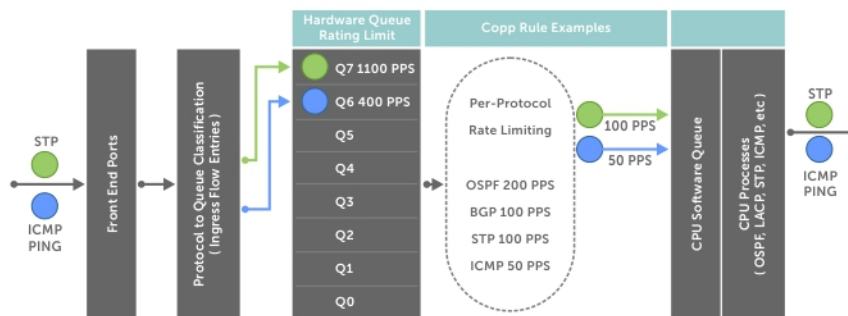 Hardware Queue
Rating Limit
Copp Rule Examples
STP
ICMP
PING
Front End Ports
Protocol to Queue Classification
( Ingress Flow Entries )
Q7 1100 PPS
Q6 400 PPS
Q5
Q4
Q3
Q2
Q1
Q0
Per-Protocol
Rate Limiting
OSPF 200 PPS
BGP 100 PPS
STP 100 PPS
ICMP 50 PPS
100 PPS
50 PPS
CPU Software Queue
CPU Processes
( OSPF, LACP, STP, ICMP, etc )
STP
ICMP
PING